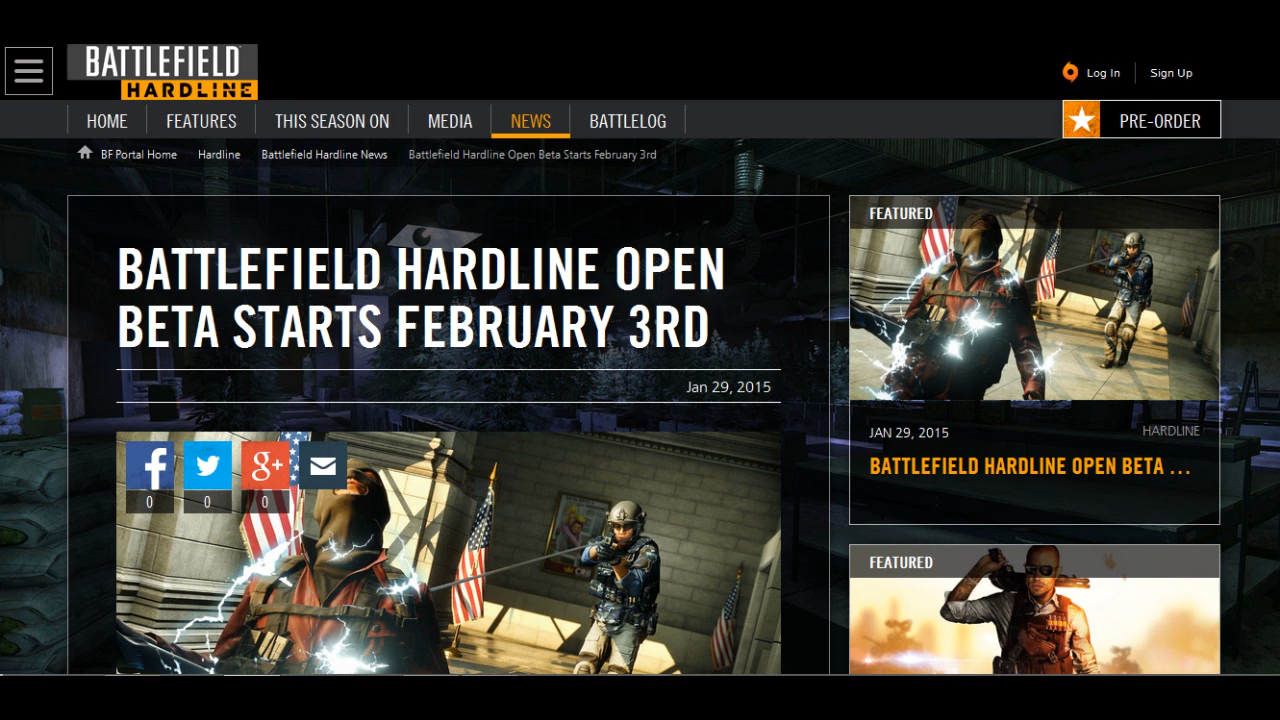 BATTLEFIELD
HARDLINE
Log In
Sign Up
HOME
FEATURES
THIS SEASON ON
MEDIA
NEWS
BATTLELOG
PRE-ORDER
BF Portal Home
Hardline
Battlefield Hardline News
Battlefield Hardline Open Beta Starts February 3rd
BATTLEFIELD HARDLINE OPEN
BETA STARTS FEBRUARY 3RD
Jan 29, 2015
0
0
g+
0
FEATURED
JAN 29, 2015
HARDLINE
BATTLEFIELD HARDLINE OPEN BETA ...
FEATURED